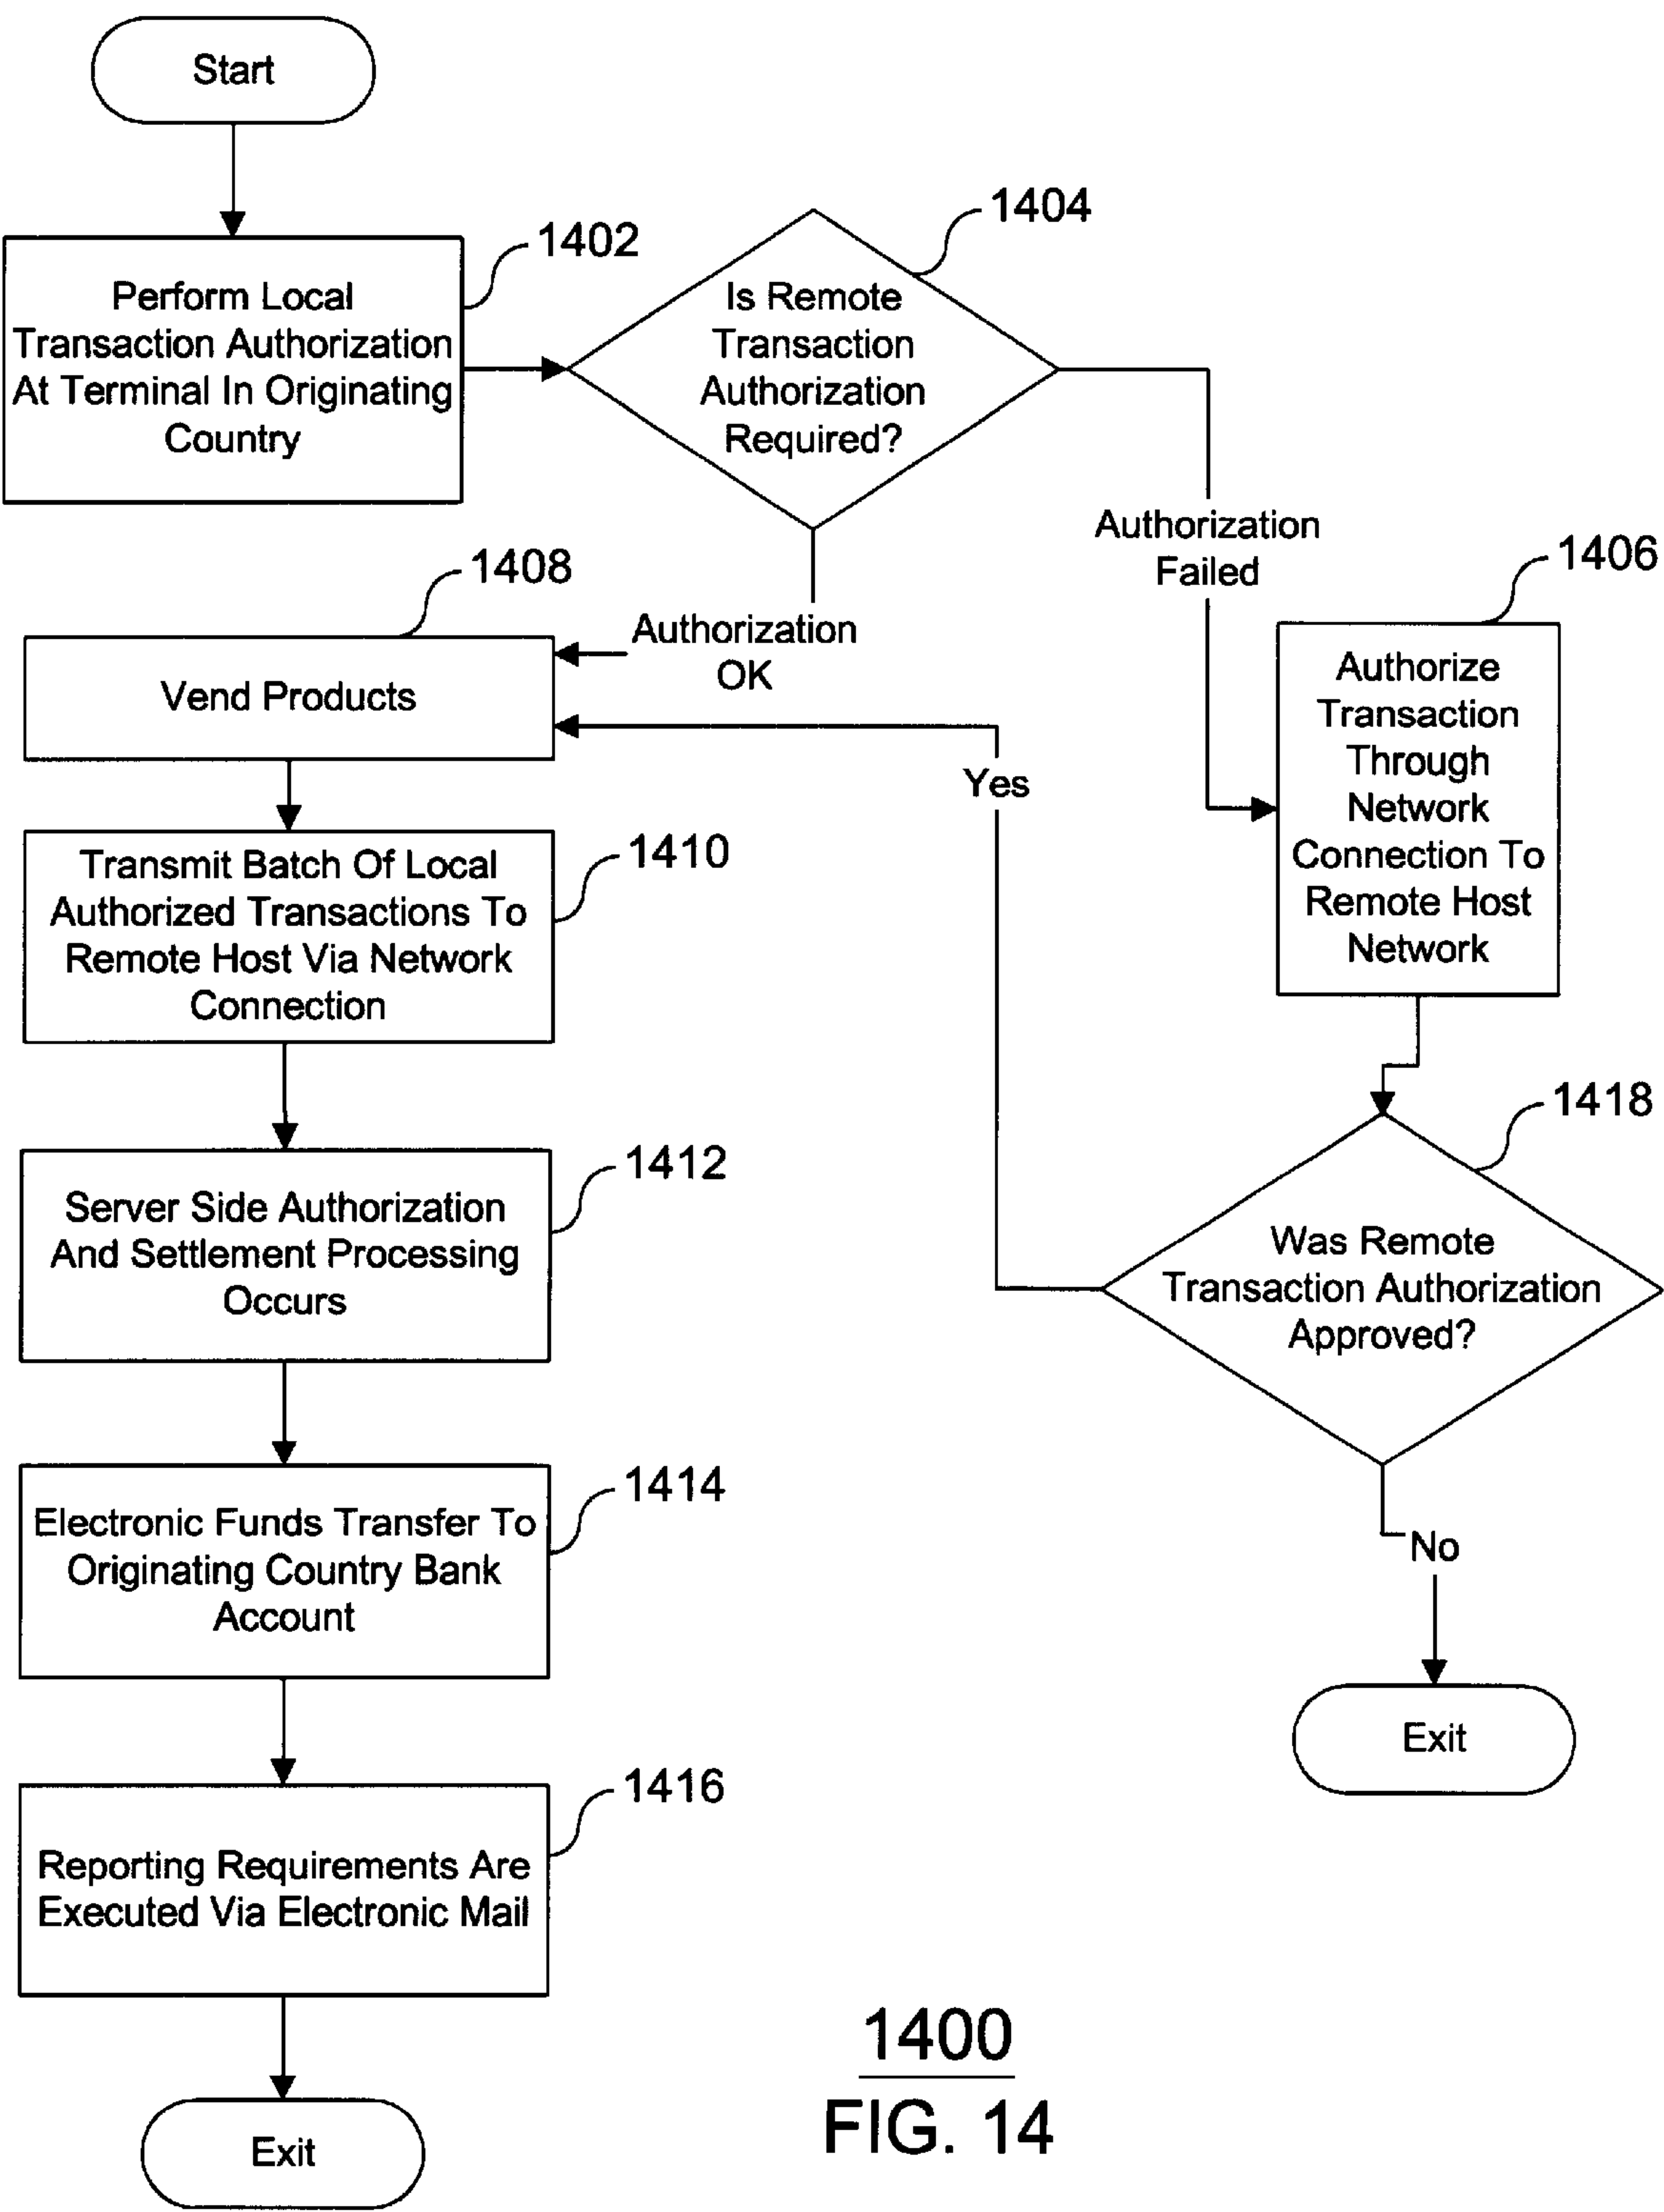 Start
1402
Perform Local
Transaction Authorization
At Terminal In Originating
Country
1404
Is Remote
Transaction
Authorization
Required?
Authorization
Failed
1406
Authorize
Transaction
Through
Network
Connection To
Remote Host
Network
Authorization
OK
1408
Vend Products
Yes
1410
Transmit Batch Of Local
Authorized Transactions To
Remote Host Via Network
Connection
1418
Was Remote
Transaction Authorization
Approved?
1412
Server Side Authorization
And Settlement Processing
Occurs
1414
Electronic Funds Transfer To
Originating Country Bank
Account
No
Exit
1416
Reporting Requirements Are
Executed Via Electronic Mail
Exit
1400
FIG. 14